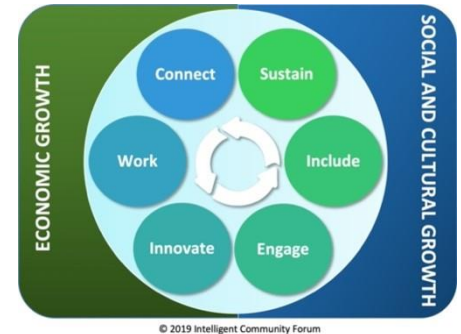 ECONOMIC GROWTH
SOCIAL AND CULTURAL GROWTH
Connect
Sustain
Work
Include
Innovate
Engage
© 2019 Intelligent Community Forum